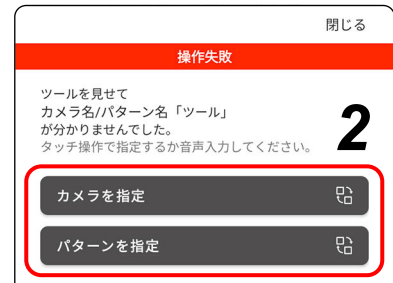 閉じる
操作失敗
ツールを見せて
カメラ名/パターン名「ツール」
が分かりませんでした。
タッチ操作で指定するか音声入力してください。
2
カメラを指定
パターンを指定